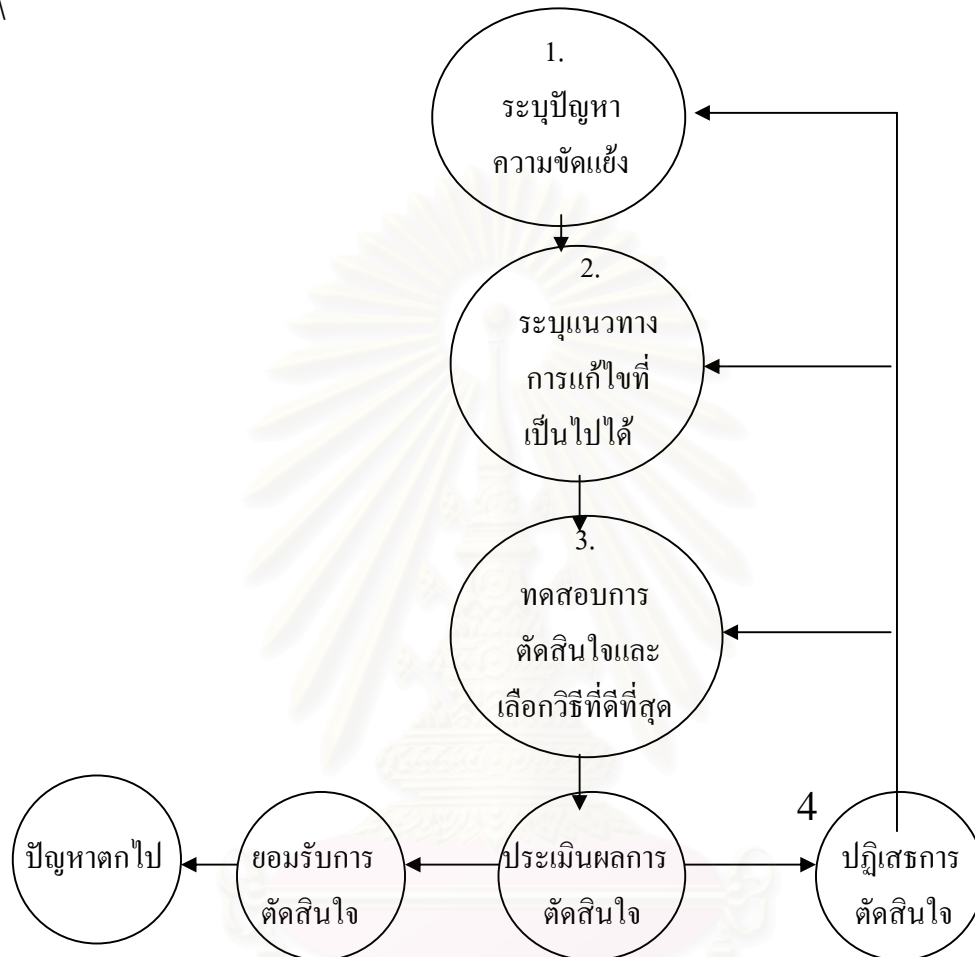 \
1.
ระบุปัญหา
ความขัดแย้ง
2.
ระบุแนวทาง
การแก้ไขที่
เป็นไปได้
3.
ทดสอบการ
ตัดสินใจและ
เลือกวิธีที่ดีที่สุด
4
ปัญหาตกไป
ยอมรับการ
ตัดสินใจ
ประเมินผลการ
ตัดสินใจ
ปฏิเสธการ
ตัดสินใจ